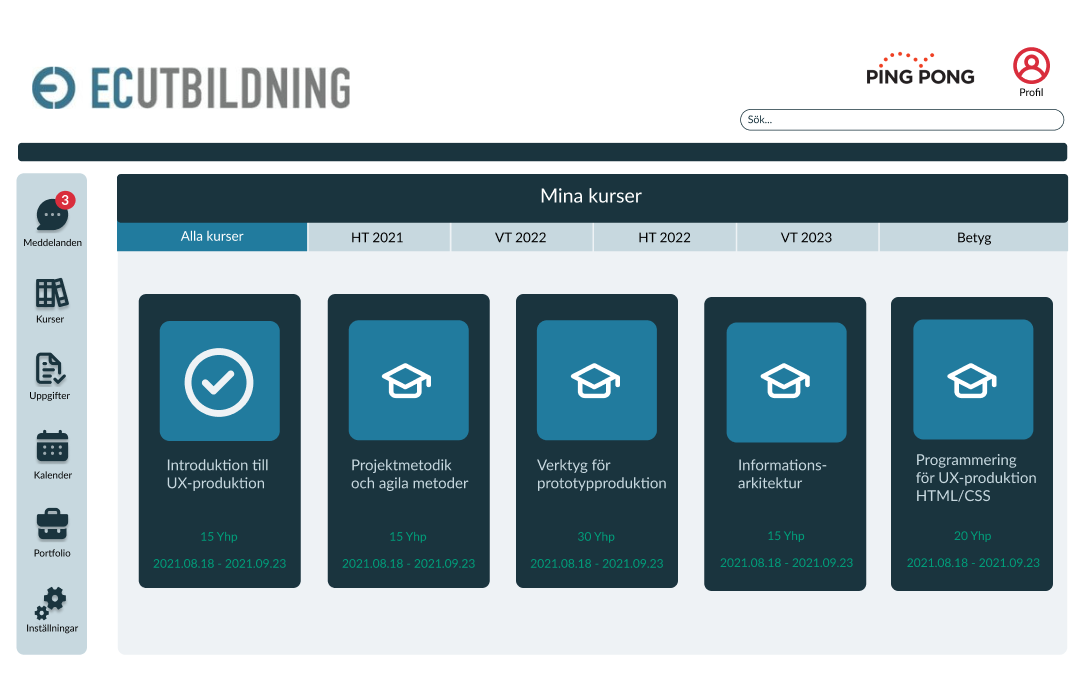 ECUTBILDNING
PING PONG
Profil
Sök...
3
Meddelanden
Kurser
Uppgifter
Kalender
Portfolio
Inställningar
Mina kurser
Alla kurser
HT 2021
VT 2022
HT 2022
VT 2023
Betyg
Introduktion till
UX-produktion
15 Yhp
2021.08.18 - 2021.09.23
Projektmetodik
och agila metoder
15 Yhp
2021.08.18 - 2021.09.23
Verktyg för
prototypproduktion
30 Yhp
2021.08.18 - 2021.09.23
Informations-
arkitektur
15 Yhp
2021.08.18 - 2021.09.23
Programmering
för UX-produktion
HTML/CSS
20 Yhp
2021.08.18 - 2021.09.23